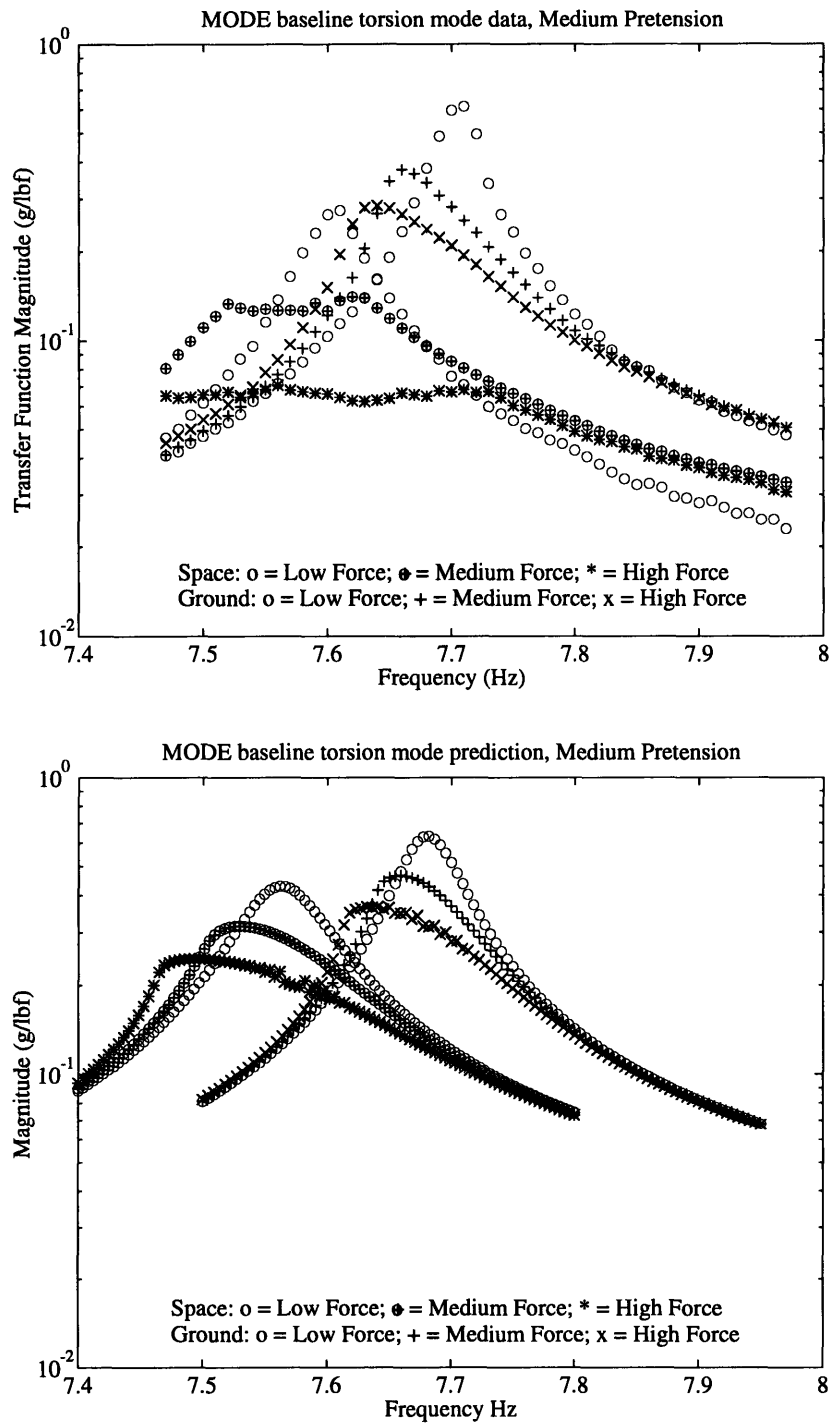 MODE baseline torsion mode data, Medium Pretension
10^0
10^-1
10^-2
Transfer Function Magnitude (g/lbf)
Space: o = Low Force; ⊕ = Medium Force; * = High Force
Ground: o = Low Force; + = Medium Force; x = High Force
7.4 7.5 7.6 7.7 7.8 7.9 8
Frequency (Hz)
MODE baseline torsion mode prediction, Medium Pretension
10^0
10^-1
10^-2
Magnitude (g/lbf)
Space: o = Low Force; ⊕ = Medium Force; * = High Force
Ground: o = Low Force; + = Medium Force; x = High Force
7.4 7.5 7.6 7.7 7.8 7.9 8
Frequency Hz